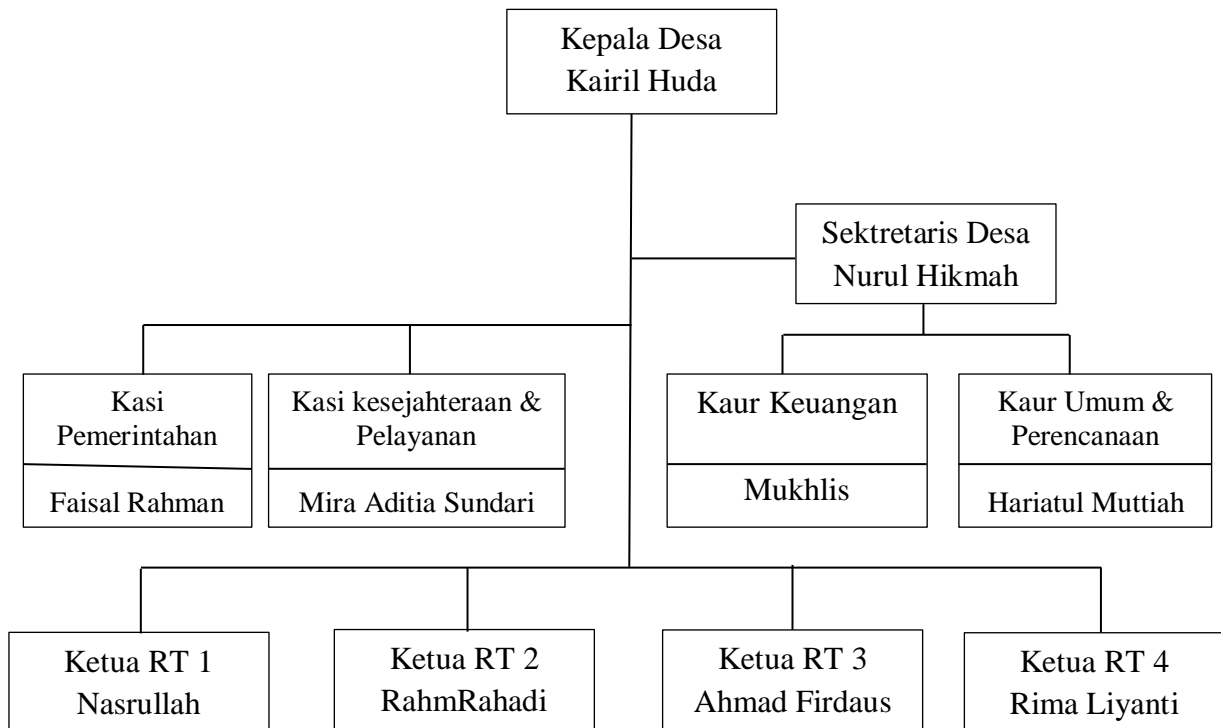 Kepala Desa
Kairil Huda
Sektretaris Desa
Nurul Hikmah
Kasi
Pemerintahan
Faisal Rahman
Kasi kesejahteraan &
Pelayanan
Mira Aditia Sundari
Kaur Keuangan
Mukhlis
Kaur Umum &
Perencanaan
Hariatul Muttiah
Ketua RT 1
Nasrullah
Ketua RT 2
RahmRahadi
Ketua RT 3
Ahmad Firdaus
Ketua RT 4
Rima Liyanti